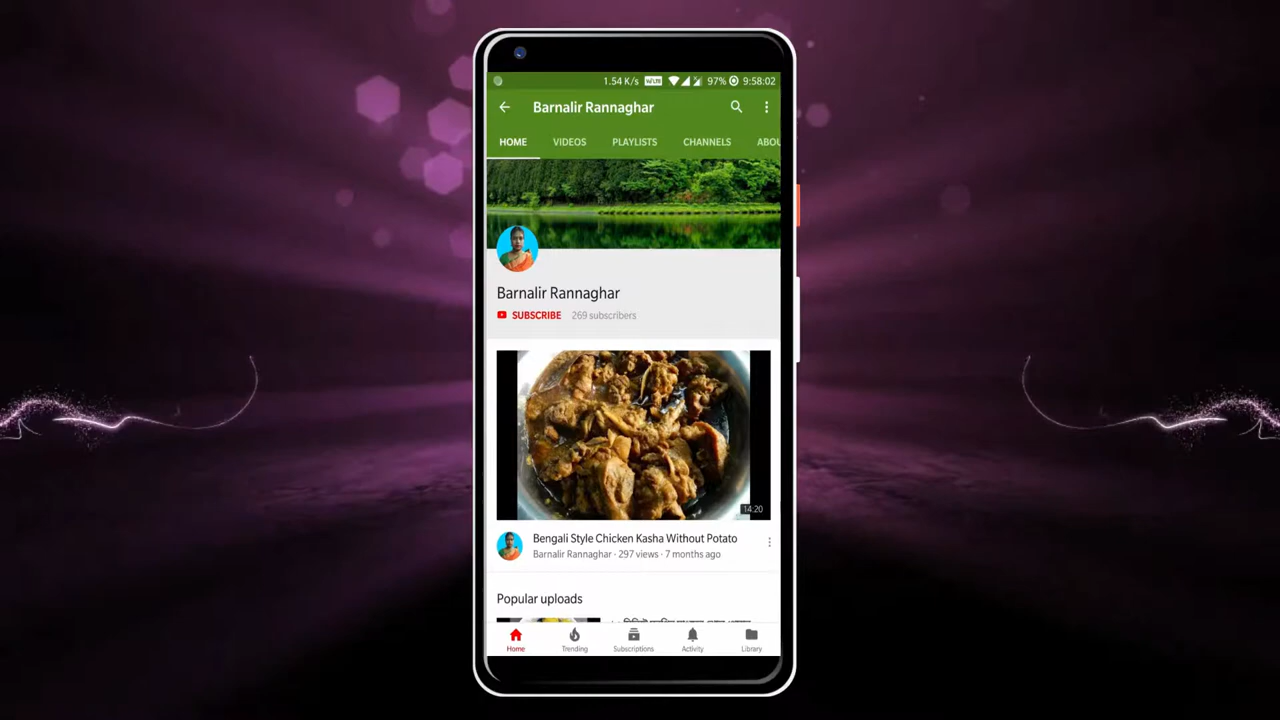 1.54 K/s VoLTE 97% 9:58:02
Barnalir Rannaghar
HOME VIDEOS PLAYLISTS CHANNELS ABOU
Barnalir Rannaghar
SUBSCRIBE 269 subscribers
14:20
Bengali Style Chicken Kasha Without Potato
Barnalir Rannaghar · 297 views · 7 months ago
Popular uploads
Home Trending Subscriptions Activity Library